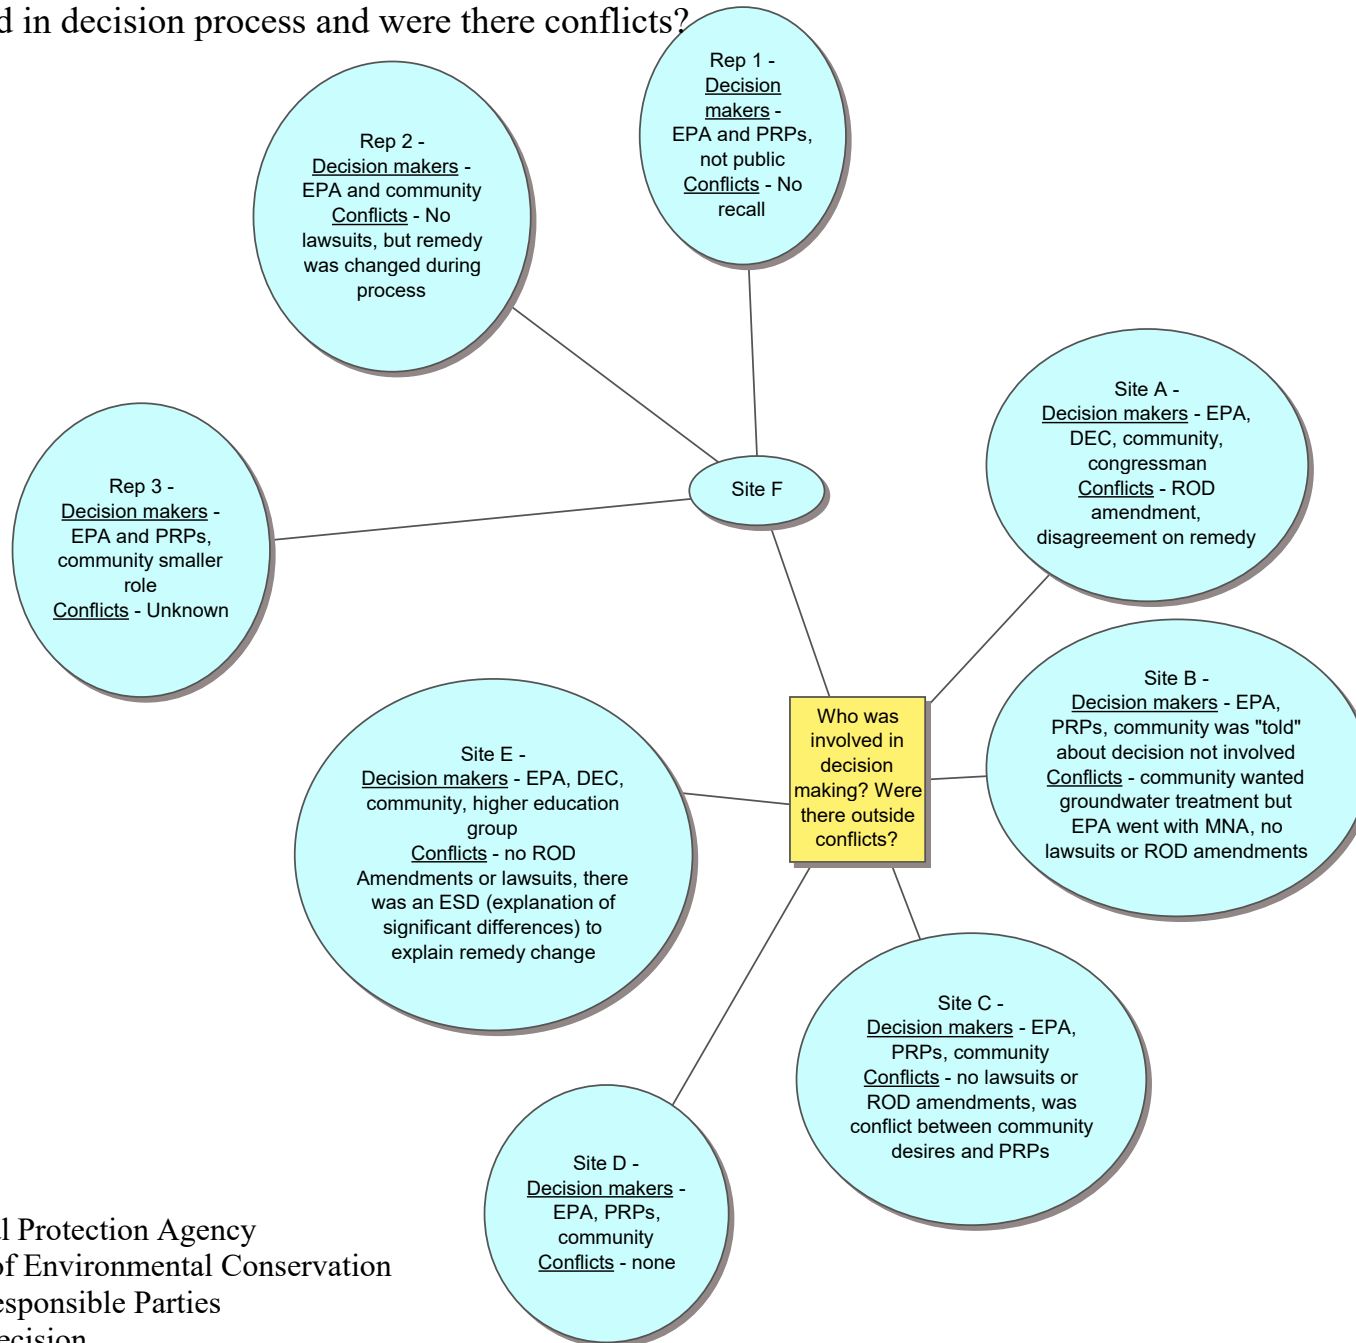 d in decision process and were there conflicts?
Rep 1 -
Decision
makers -
EPA and PRPs,
not public
Conflicts - No
recall
Rep 2 -
Decision makers -
EPA and community
Conflicts - No
lawsuits, but remedy
was changed during
process
Site A -
Decision makers - EPA,
DEC, community,
congressman
Conflicts - ROD
amendment,
disagreement on remedy
Rep 3 -
Decision makers -
EPA and PRPs,
community smaller
role
Conflicts - Unknown
Site F
Site B -
Decision makers - EPA,
PRPs, community was "told"
about decision not involved
Conflicts - community wanted
groundwater treatment but
EPA went with MNA, no
lawsuits or ROD amendments
Who was
involved in
decision
making? Were
there outside
conflicts?
Site E -
Decision makers - EPA, DEC,
community, higher education
group
Conflicts - no ROD
Amendments or lawsuits, there
was an ESD (explanation of
significant differences) to
explain remedy change
Site C -
Decision makers - EPA,
PRPs, community
Conflicts - no lawsuits or
ROD amendments, was
conflict between community
desires and PRPs
Site D -
Decision makers -
EPA, PRPs,
community
Conflicts - none
l Protection Agency
of Environmental Conservation
esponsible Parties
ecision